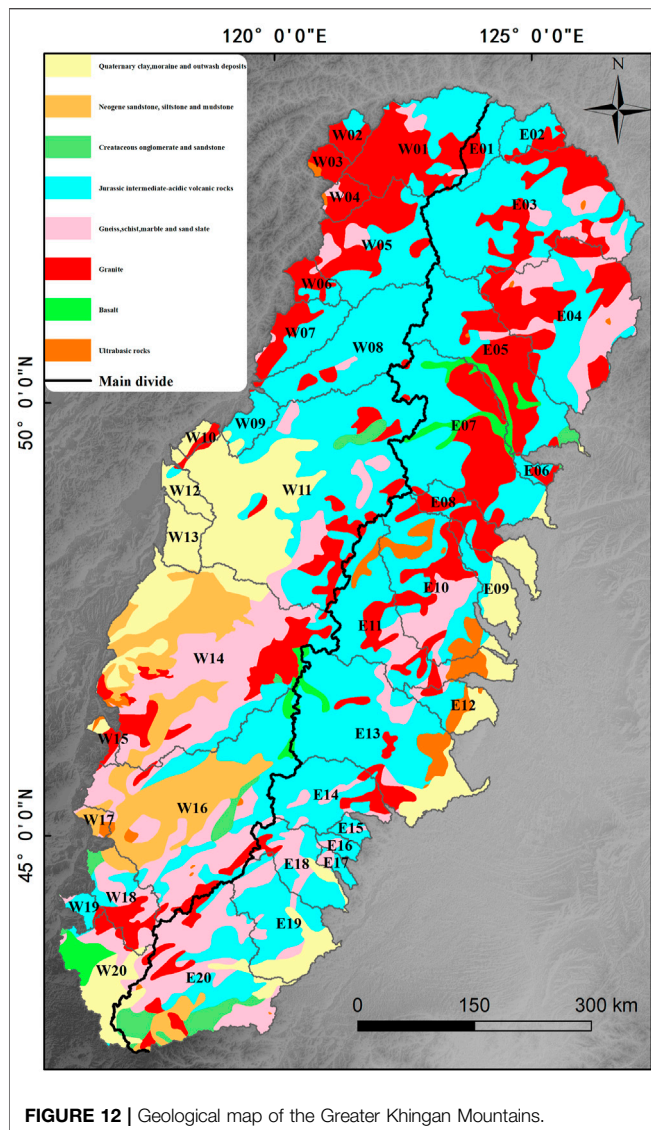 120° 0'0"E 125° 0'0"E
N
Quaternary clay,moraine and outwash deposits
Neogene sandstone, siltstone and mudstone
Creataceous onglomerate and sandstone
Jurassic intermediate-acidic volcanic rocks
Gneiss,schist,marble and sand slate
Granite
Basalt
Ultrabasic rocks
Main divide
W02
W01
E01
E02
W03
W04
E03
W05
W06
W07
W08
E04
E05
50° 0'0"N
W09
W10
E07
E06
W12
W11
E08
W13
E09
E10
E11
W14
E12
W15
E13
W16
E14
W17
E15
E16
E17
E18
45° 0'0"N
W18
W19
E19
W20
E20
0 150 300 km
FIGURE 12 | Geological map of the Greater Khingan Mountains.